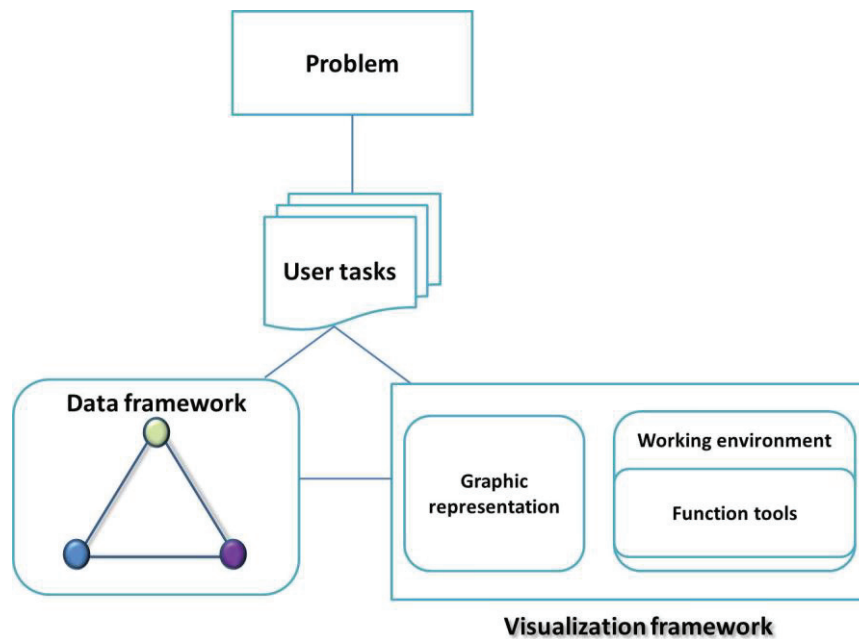 Problem
User tasks
Data framework
Graphic
representation
Working environment
Function tools
Visualization framework